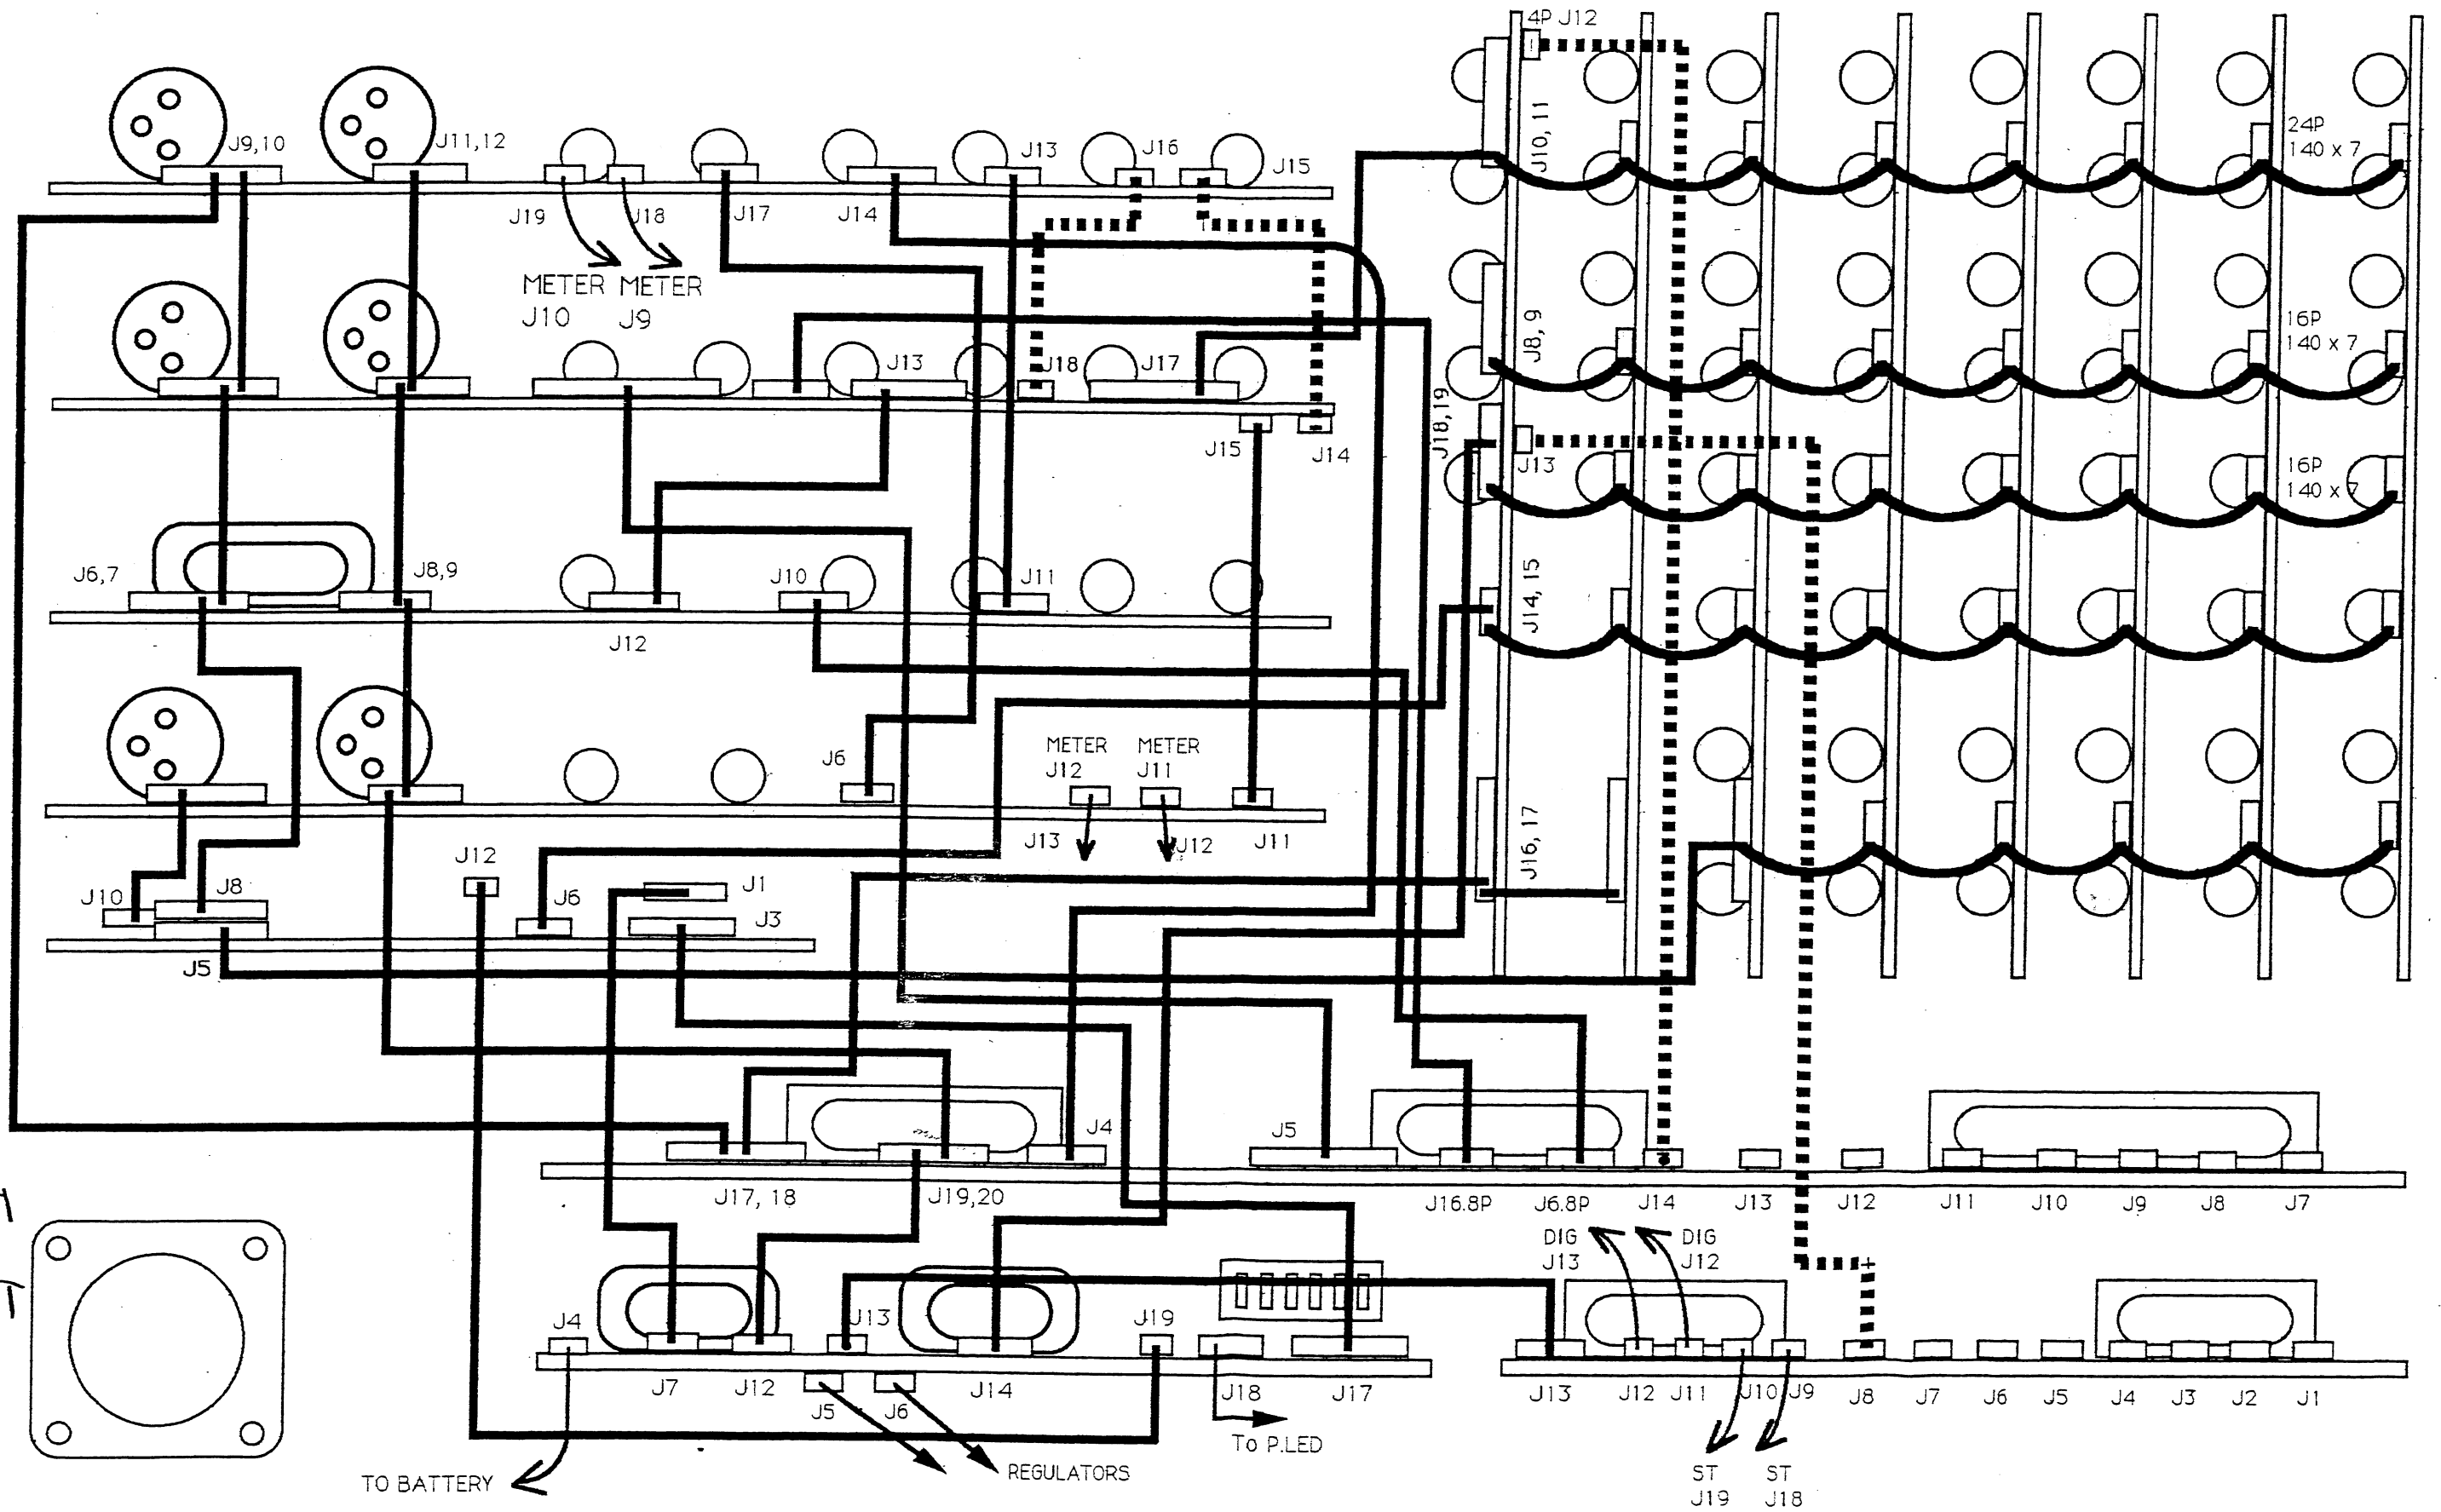 4P J12
J9,10
J11,12
J13
J16
J15
J19
J18
J17
J14
METER METER
J10 J9
J10, 11
24P
140 x 7
J13
J18
J17
J15
J14
J8, 9
16P
140 x 7
J18,19
J13
16P
140 x 7
J6,7
J8,9
J10
J11
J12
J14, 15
J6
METER
J12
METER
J11
J13
J12
J11
J16, 17
J12
J10
J8
J6
J1
J3
J5
J4
J5
J17, 18
J19,20
J16.8P
J6.8P
J14
J13
J12
J11
J10
J9
J8
J7
DIG
J13
DIG
J12
J4
J13
J19
J7
J12
J5
J6
J14
J18
J17
J13
J12
J11
J10
J9
J8
J7
J6
J5
J4
J3
J2
J1
To P.LED
TO BATTERY
REGULATORS
ST
J19
ST
J18